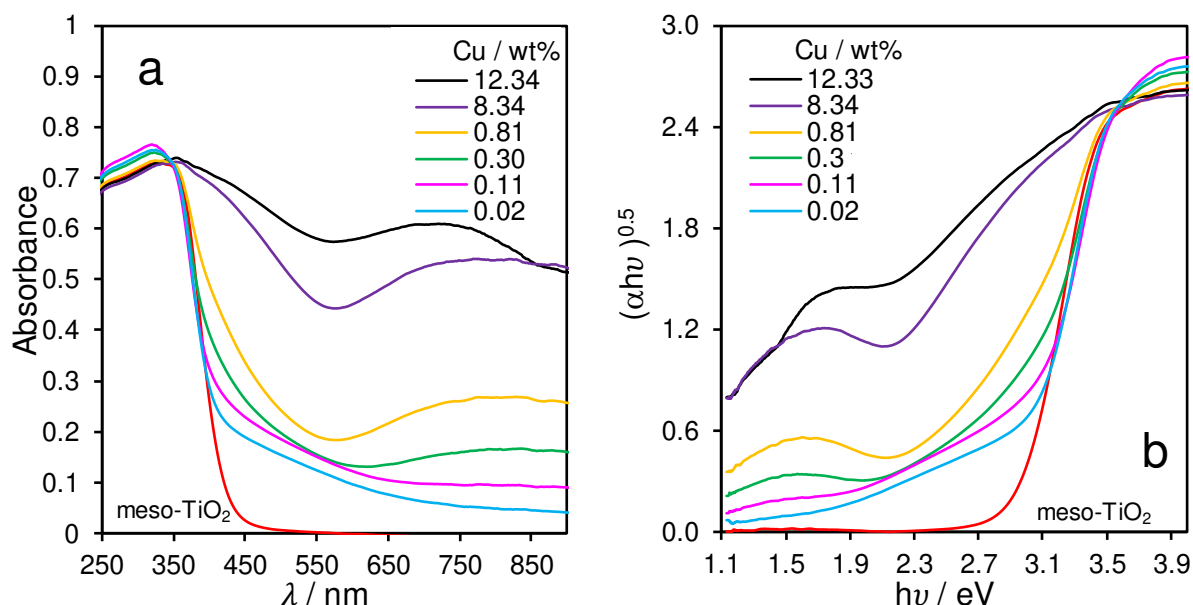 a
Cu / wt%
12.34
8.34
0.81
0.30
0.11
0.02
meso-TiO₂
1
0.9
0.8
0.7
0.6
0.5
0.4
0.3
0.2
0.1
0
Absorbance
250 350 450 550 650 750 850
λ / nm
b
Cu / wt%
12.33
8.34
0.81
0.3
0.11
0.02
meso-TiO₂
3.0
2.4
1.8
1.2
0.6
0.0
(αhυ)⁰·⁵
1.1 1.5 1.9 2.3 2.7 3.1 3.5 3.9
hυ / eV